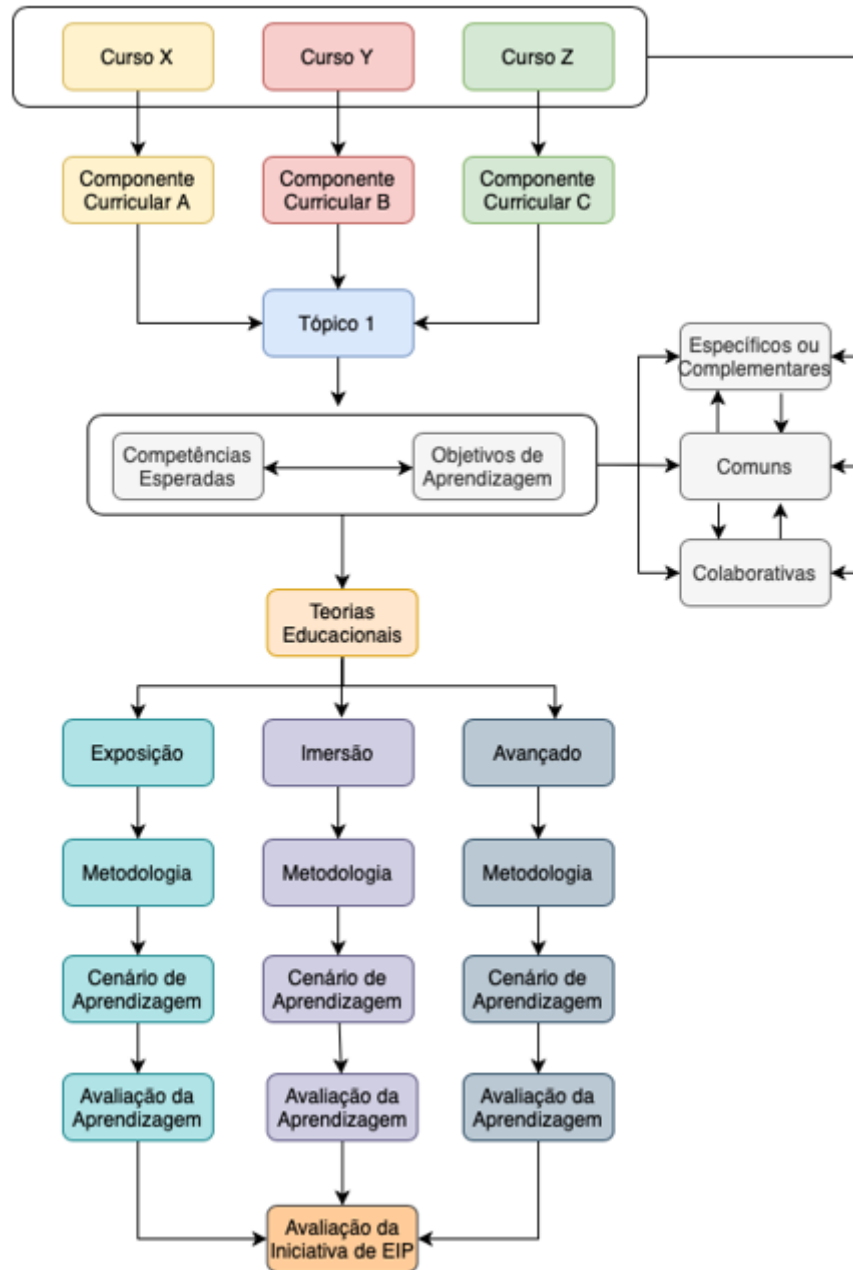 Curso X
Curso Y
Curso Z
Componente
Curricular A
Componente
Curricular B
Componente
Curricular C
Tópico 1
Específicos ou
Complementares
Competências
Esperadas
Objetivos de
Aprendizagem
Comuns
Colaborativas
Teorias
Educacionais
Exposição
Imersão
Avançado
Metodologia
Metodologia
Metodologia
Cenário de
Aprendizagem
Cenário de
Aprendizagem
Cenário de
Aprendizagem
Avaliação da
Aprendizagem
Avaliação da
Aprendizagem
Avaliação da
Aprendizagem
Avaliação da
Iniciativa de EIP